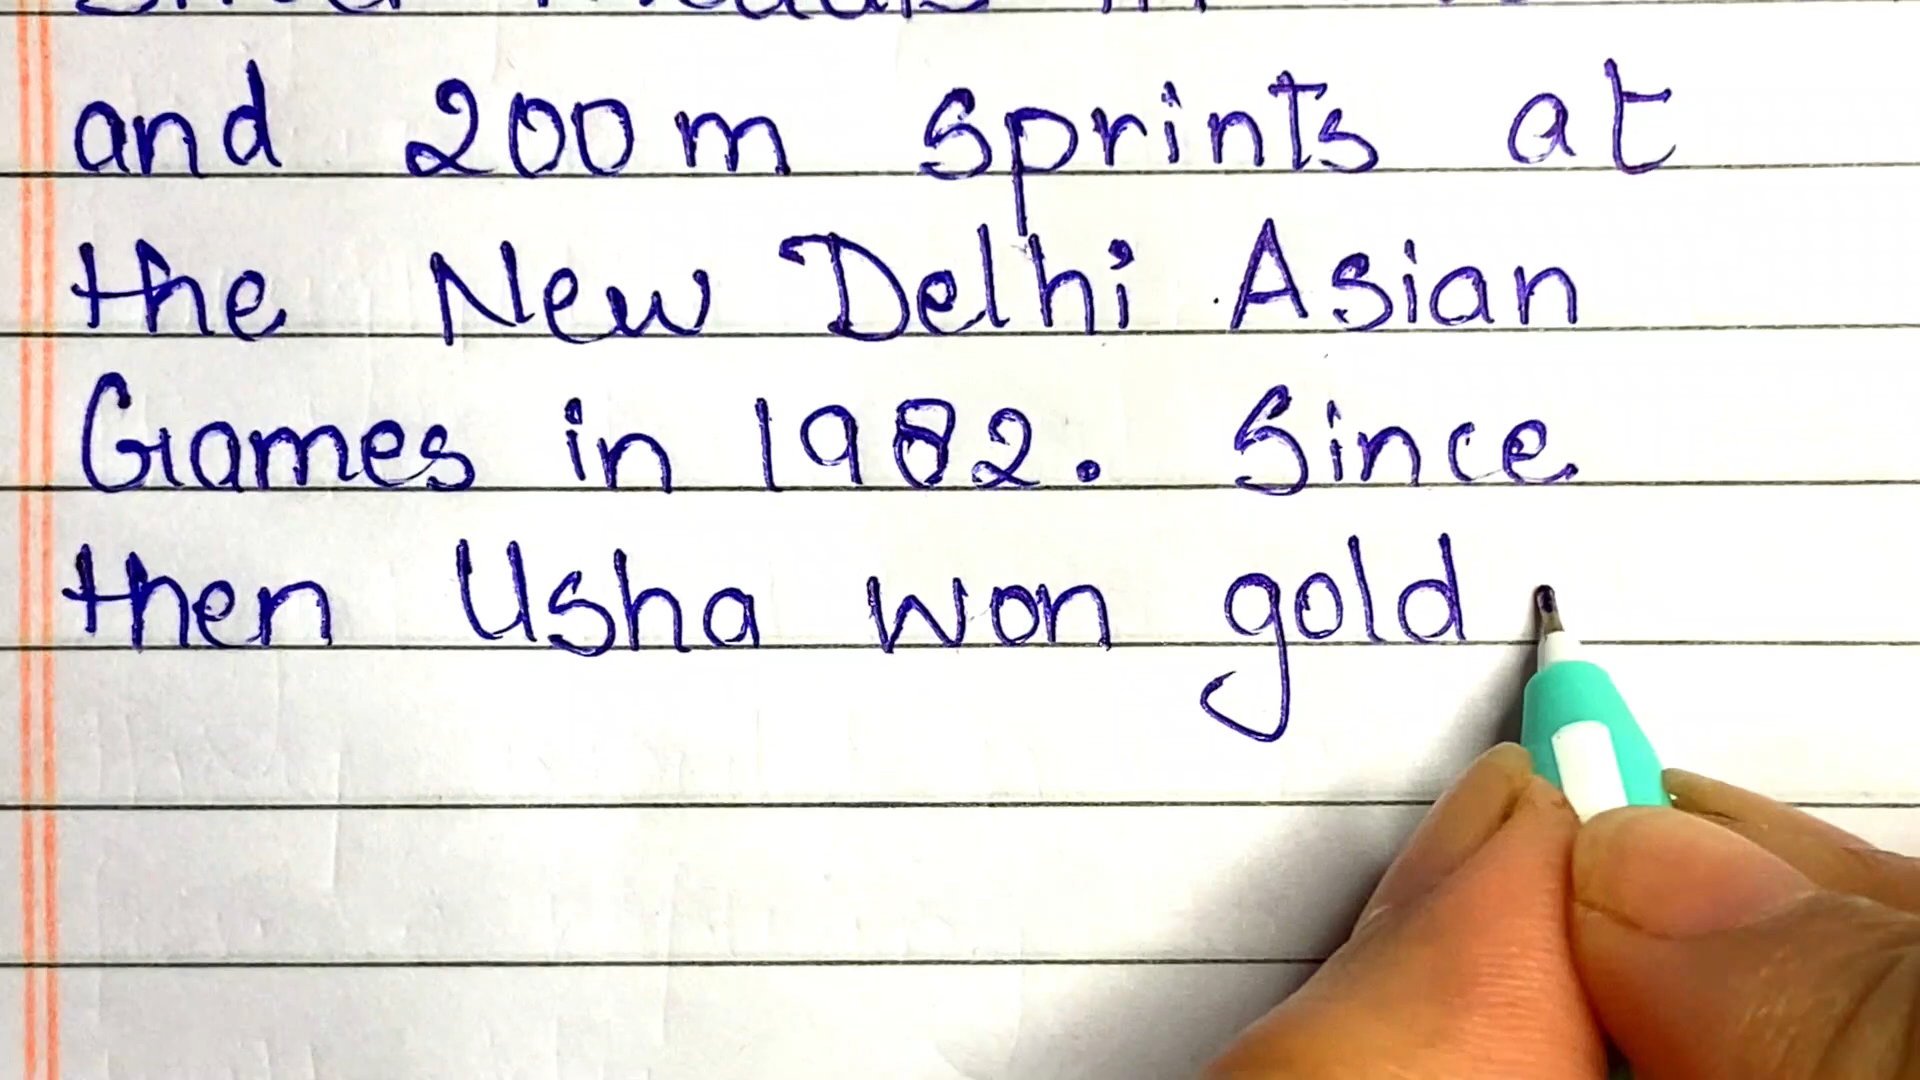 and 200m sprints at
the New Delhi Asian
Games in 1982. Since
then Usha won gold